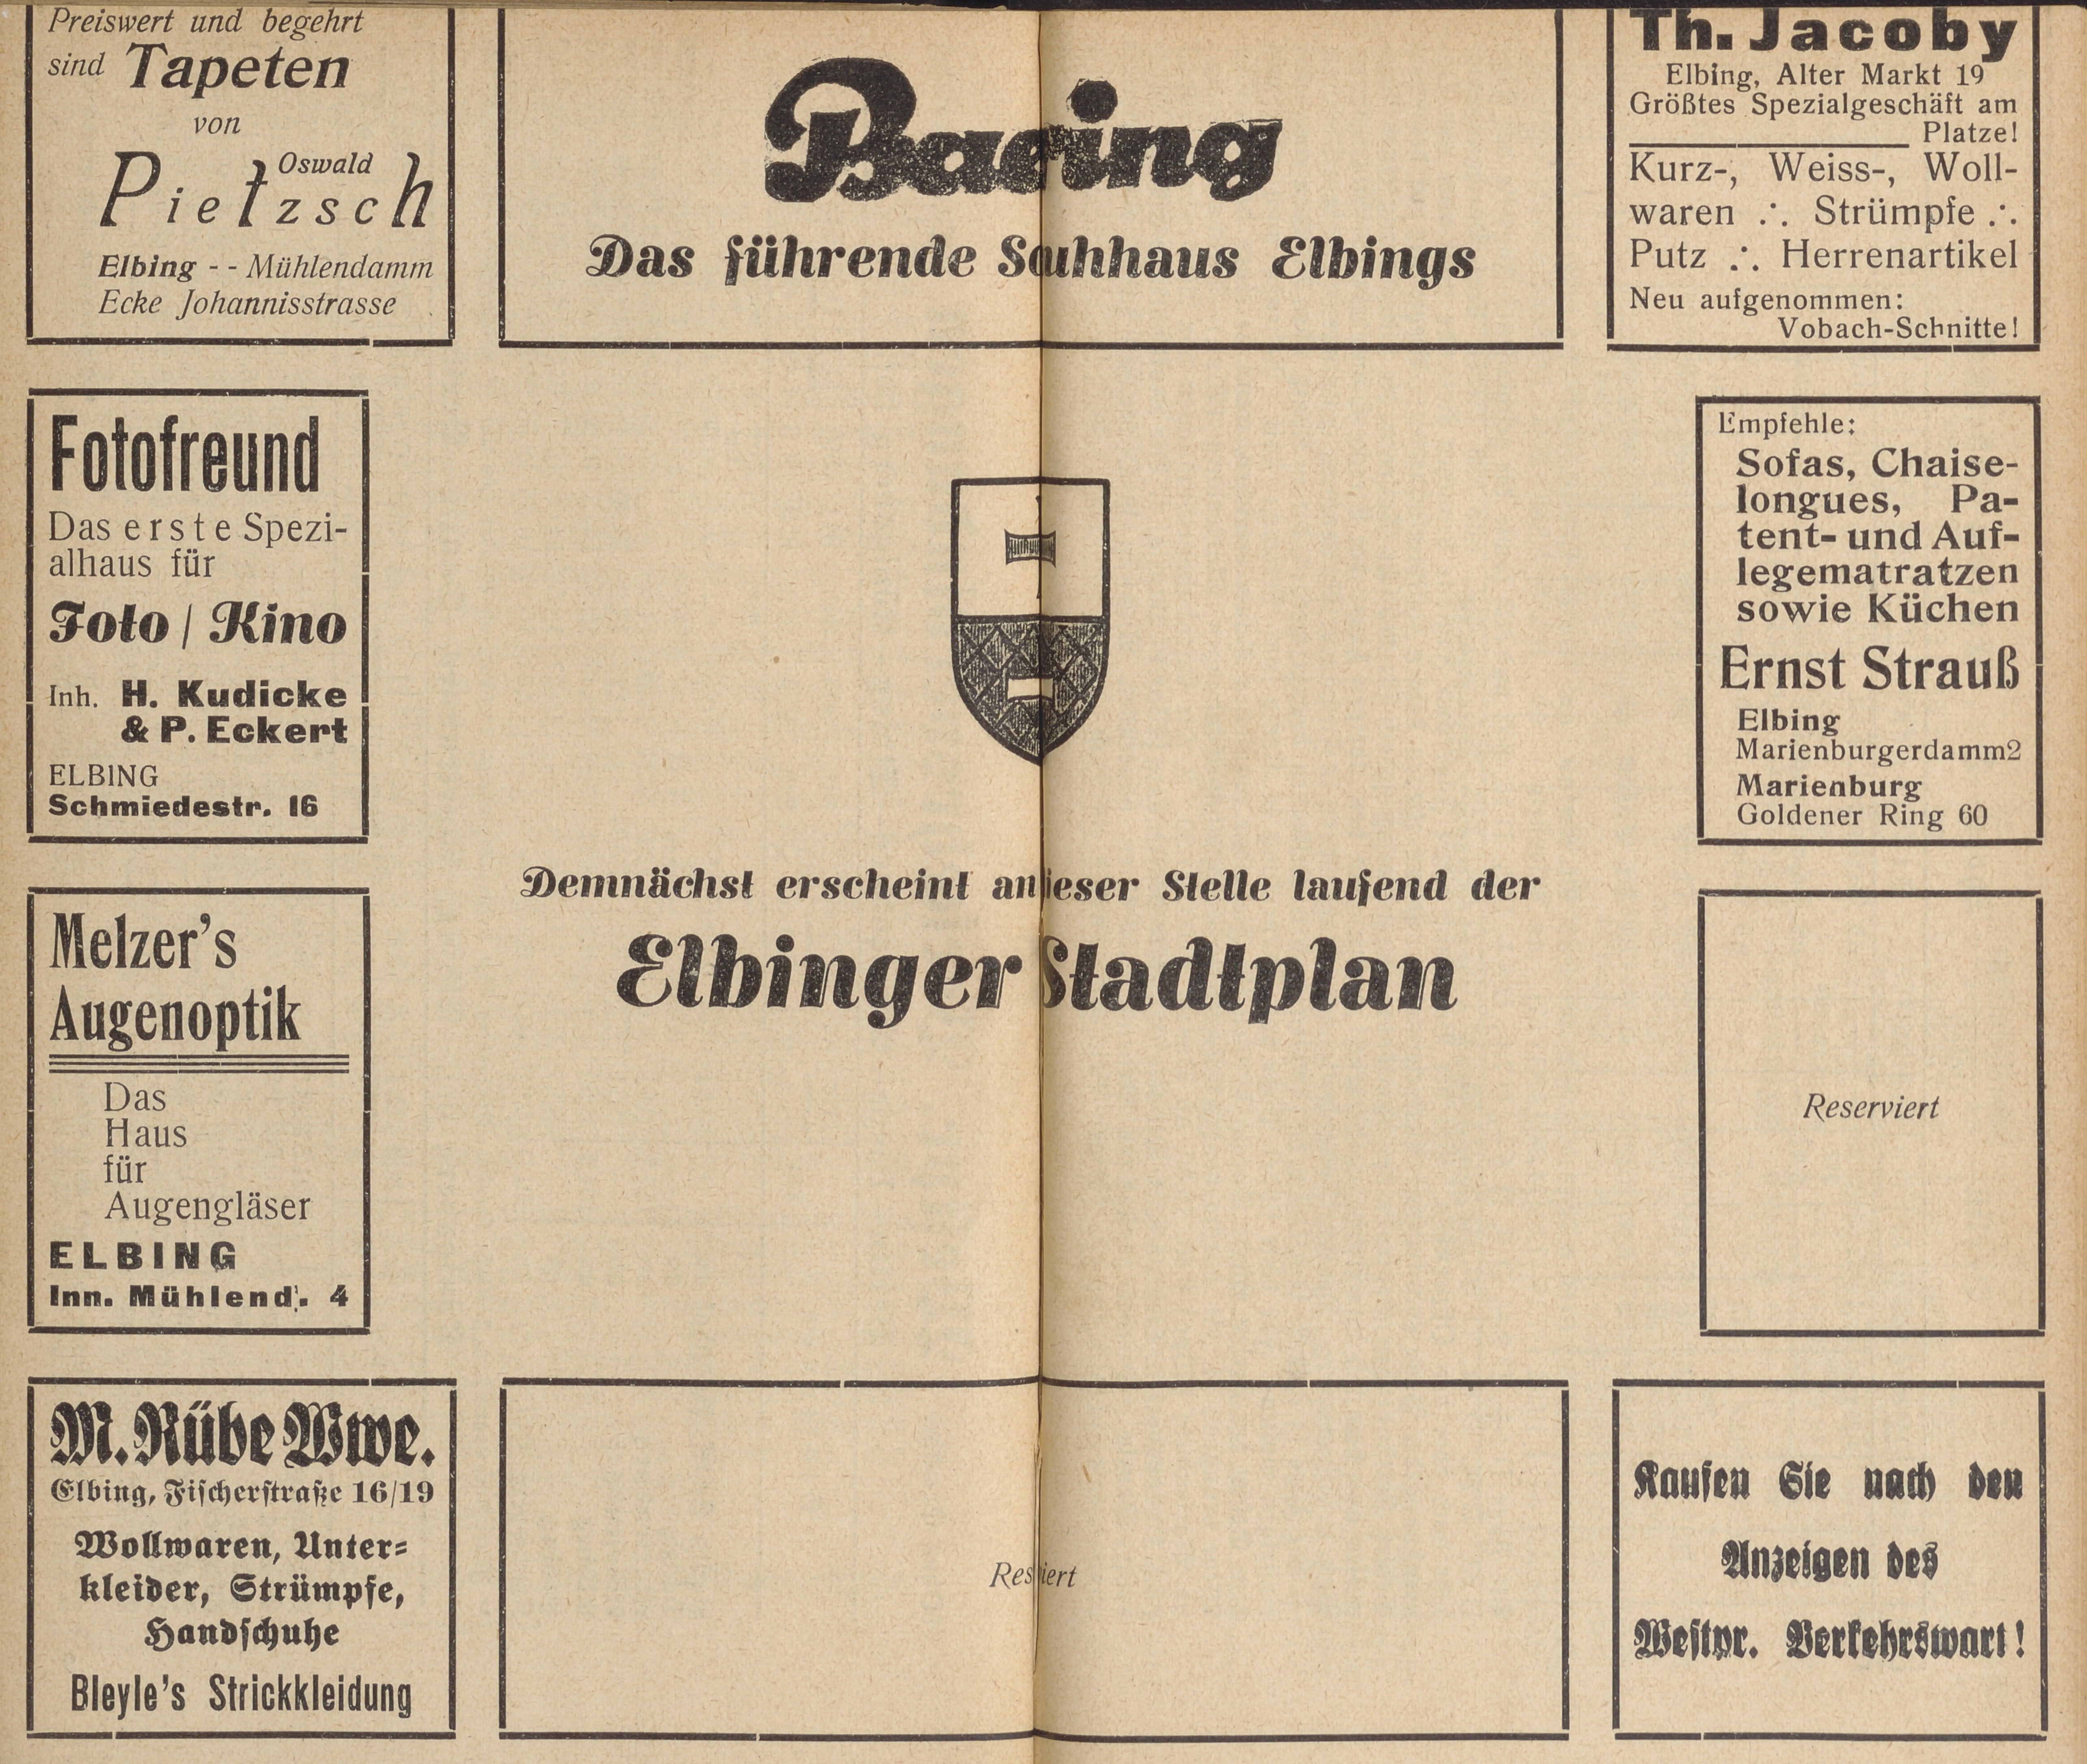 Preiswert und begehrt
sind Tapeten
von
Oswald
Pietzsch
Elbing - - Mühlendamm
Ecke Johannisstrasse
Baering
Das führende Schuhhaus Elbings
Th. Jacoby
Elbing, Alter Markt 19
Größtes Spezialgeschäft am
Platze!
Kurz-, Weiss-, Woll-
waren ∴ Strümpfe ∴
Putz ∴ Herrenartikel
Neu aufgenommen:
Vobach-Schnitte!
Fotofreund
Das erste Spezi-
alhaus für
Foto / Kino
Inh. H. Kudicke
& P. Eckert
ELBING
Schmiedestr. 16
Empfehle:
Sofas, Chaise-
longues, Pa-
tent- und Auf-
legematratzen
sowie Küchen
Ernst Strauß
Elbing
Marienburgerdamm2
Marienburg
Goldener Ring 60
Demnächst erscheint an dieser Stelle laufend der
Elbinger Stadtplan
Melzer's
Augenoptik
Das
Haus
für
Augengläser
ELBING
Inn. Mühlend. 4
Reserviert
M. Rübe Wwe.
Elbing, Fischerstraße 16/19
Wollwaren, Unter-
kleider, Strümpfe,
Handschuhe
Bleyle's Strickkleidung
Reserviert
Kaufen Sie nach den
Anzeigen des
Westpr. Verkehrswart!